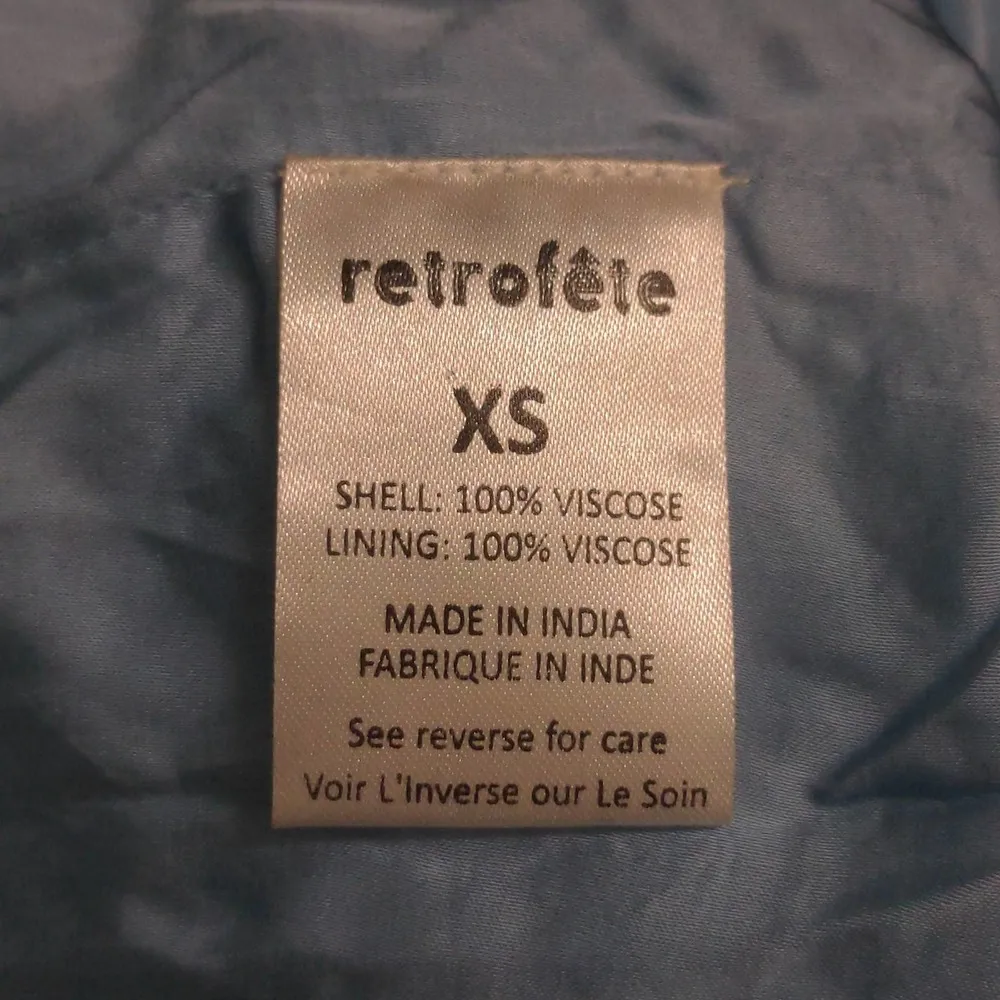 retrofête
XS
SHELL: 100% VISCOSE
LINING: 100% VISCOSE
MADE IN INDIA
FABRIQUE IN INDE
See reverse for care
Voir L'Inverse our Le Soin